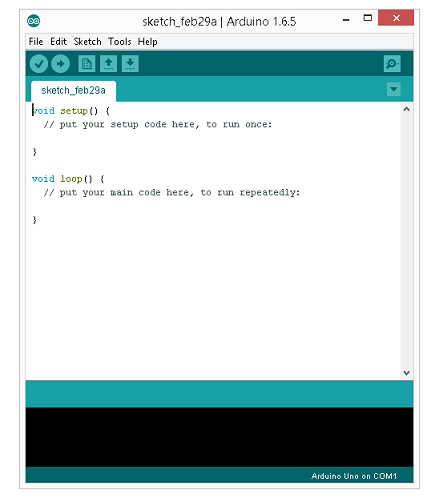 sketch_feb29a | Arduino 1.6.5
File Edit Sketch Tools Help
sketch_feb29a
void setup() {
  // put your setup code here, to run once:
}
void loop() {
  // put your main code here, to run repeatedly:
}
Arduino Uno on COM1